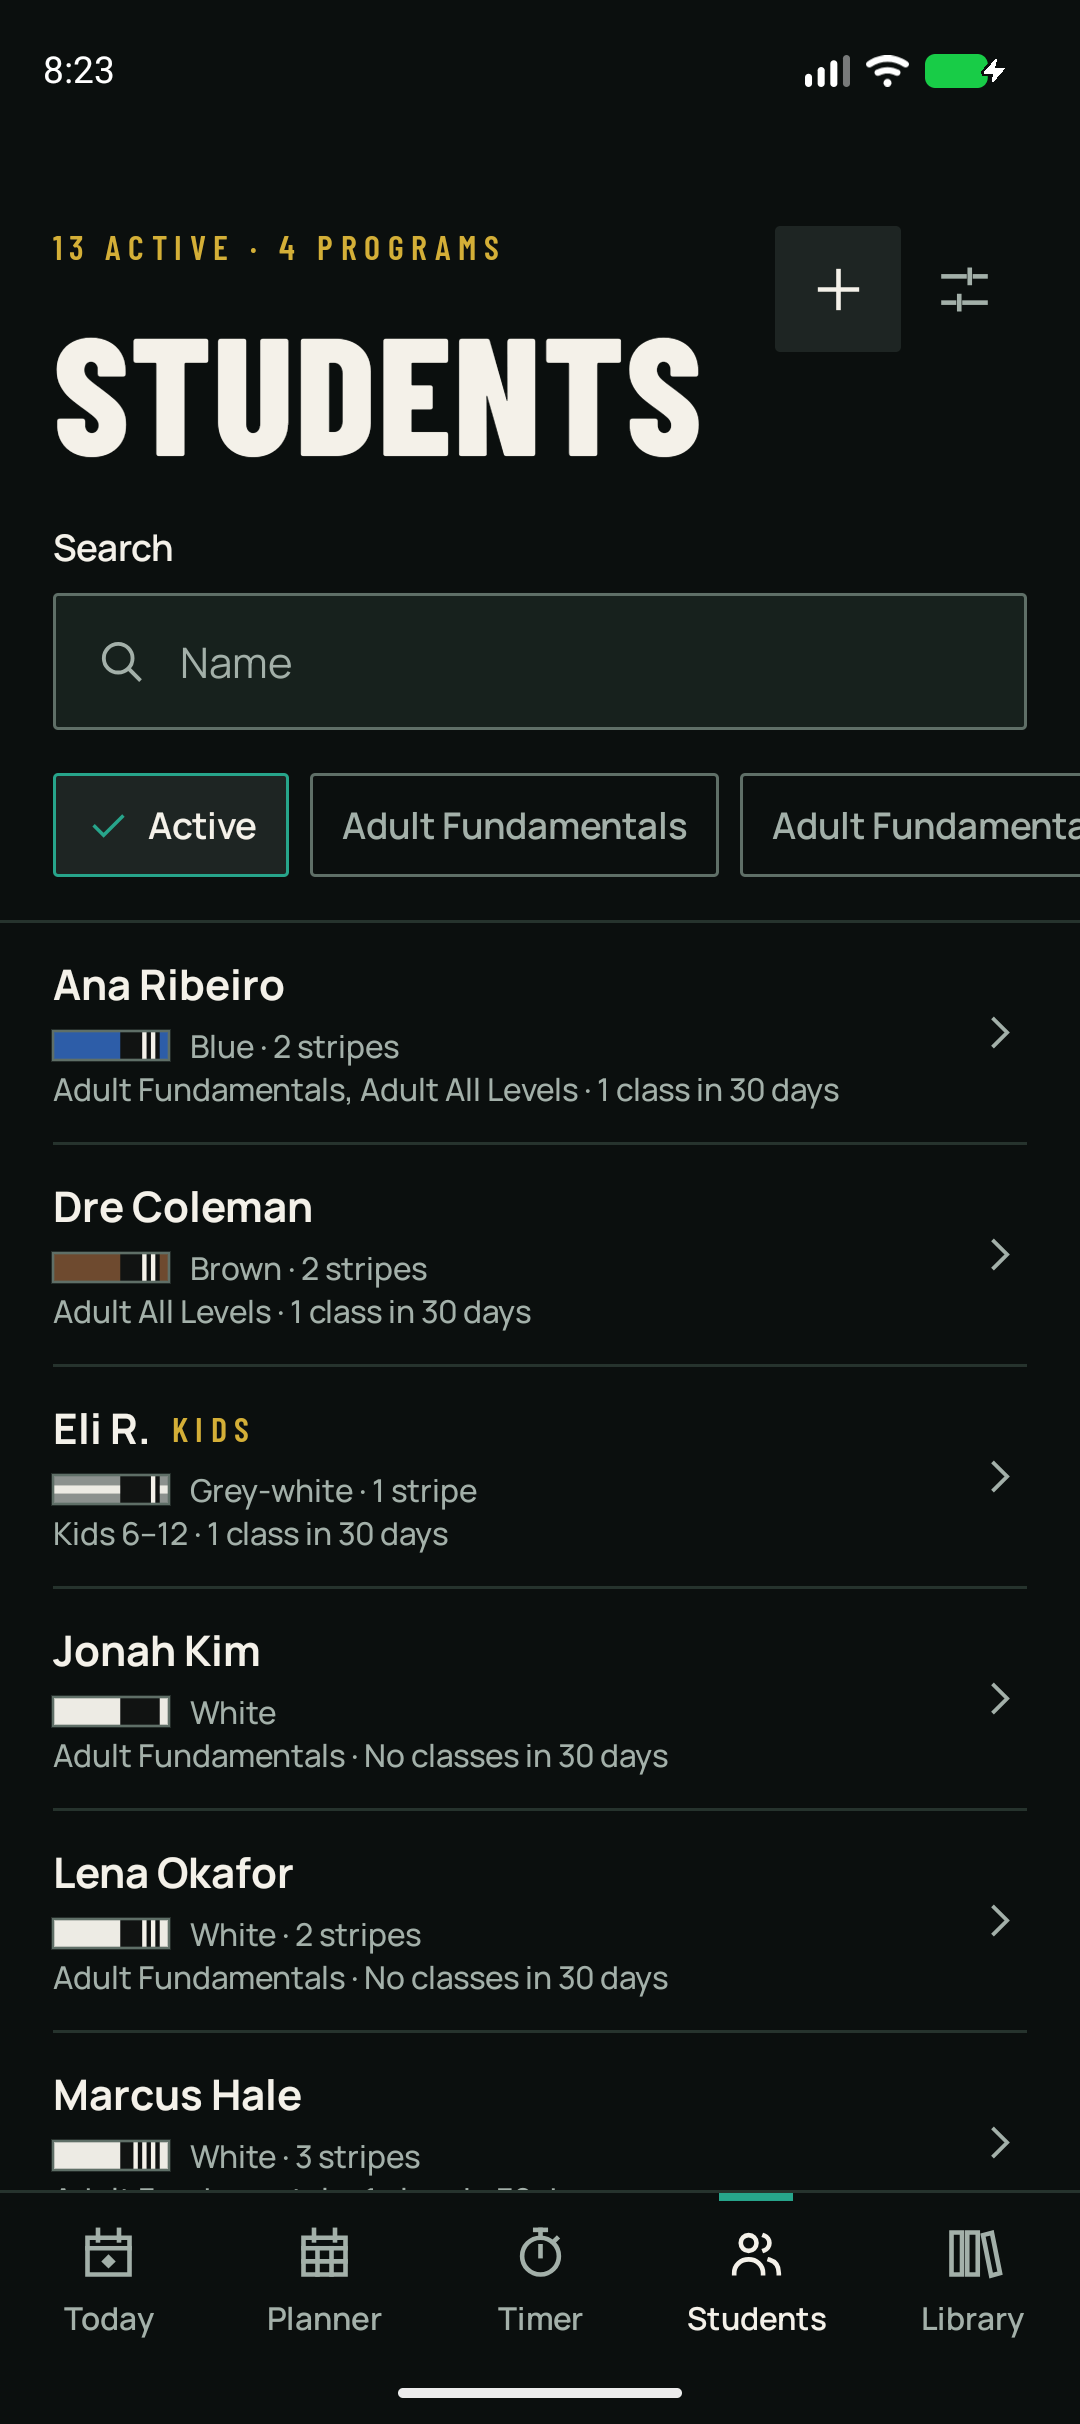 8:23
13 ACTIVE · 4 PROGRAMS
STUDENTS
Search
Name
Active
Adult Fundamentals
Adult
Ana Ribeiro
Blue · 2 stripes
Adult Fundamentals, Adult All Levels · 1 class in 30 days
Dre Coleman
Brown · 2 stripes
Adult All Levels · 1 class in 30 days
Eli R. KIDS
Grey-white · 1 stripe
Kids 6–12 · 1 class in 30 days
Jonah Kim
White
Adult Fundamentals · No classes in 30 days
Lena Okafor
White · 2 stripes
Adult Fundamentals · No classes in 30 days
Marcus Hale
White · 3 stripes
Today
Planner
Timer
Students
Library